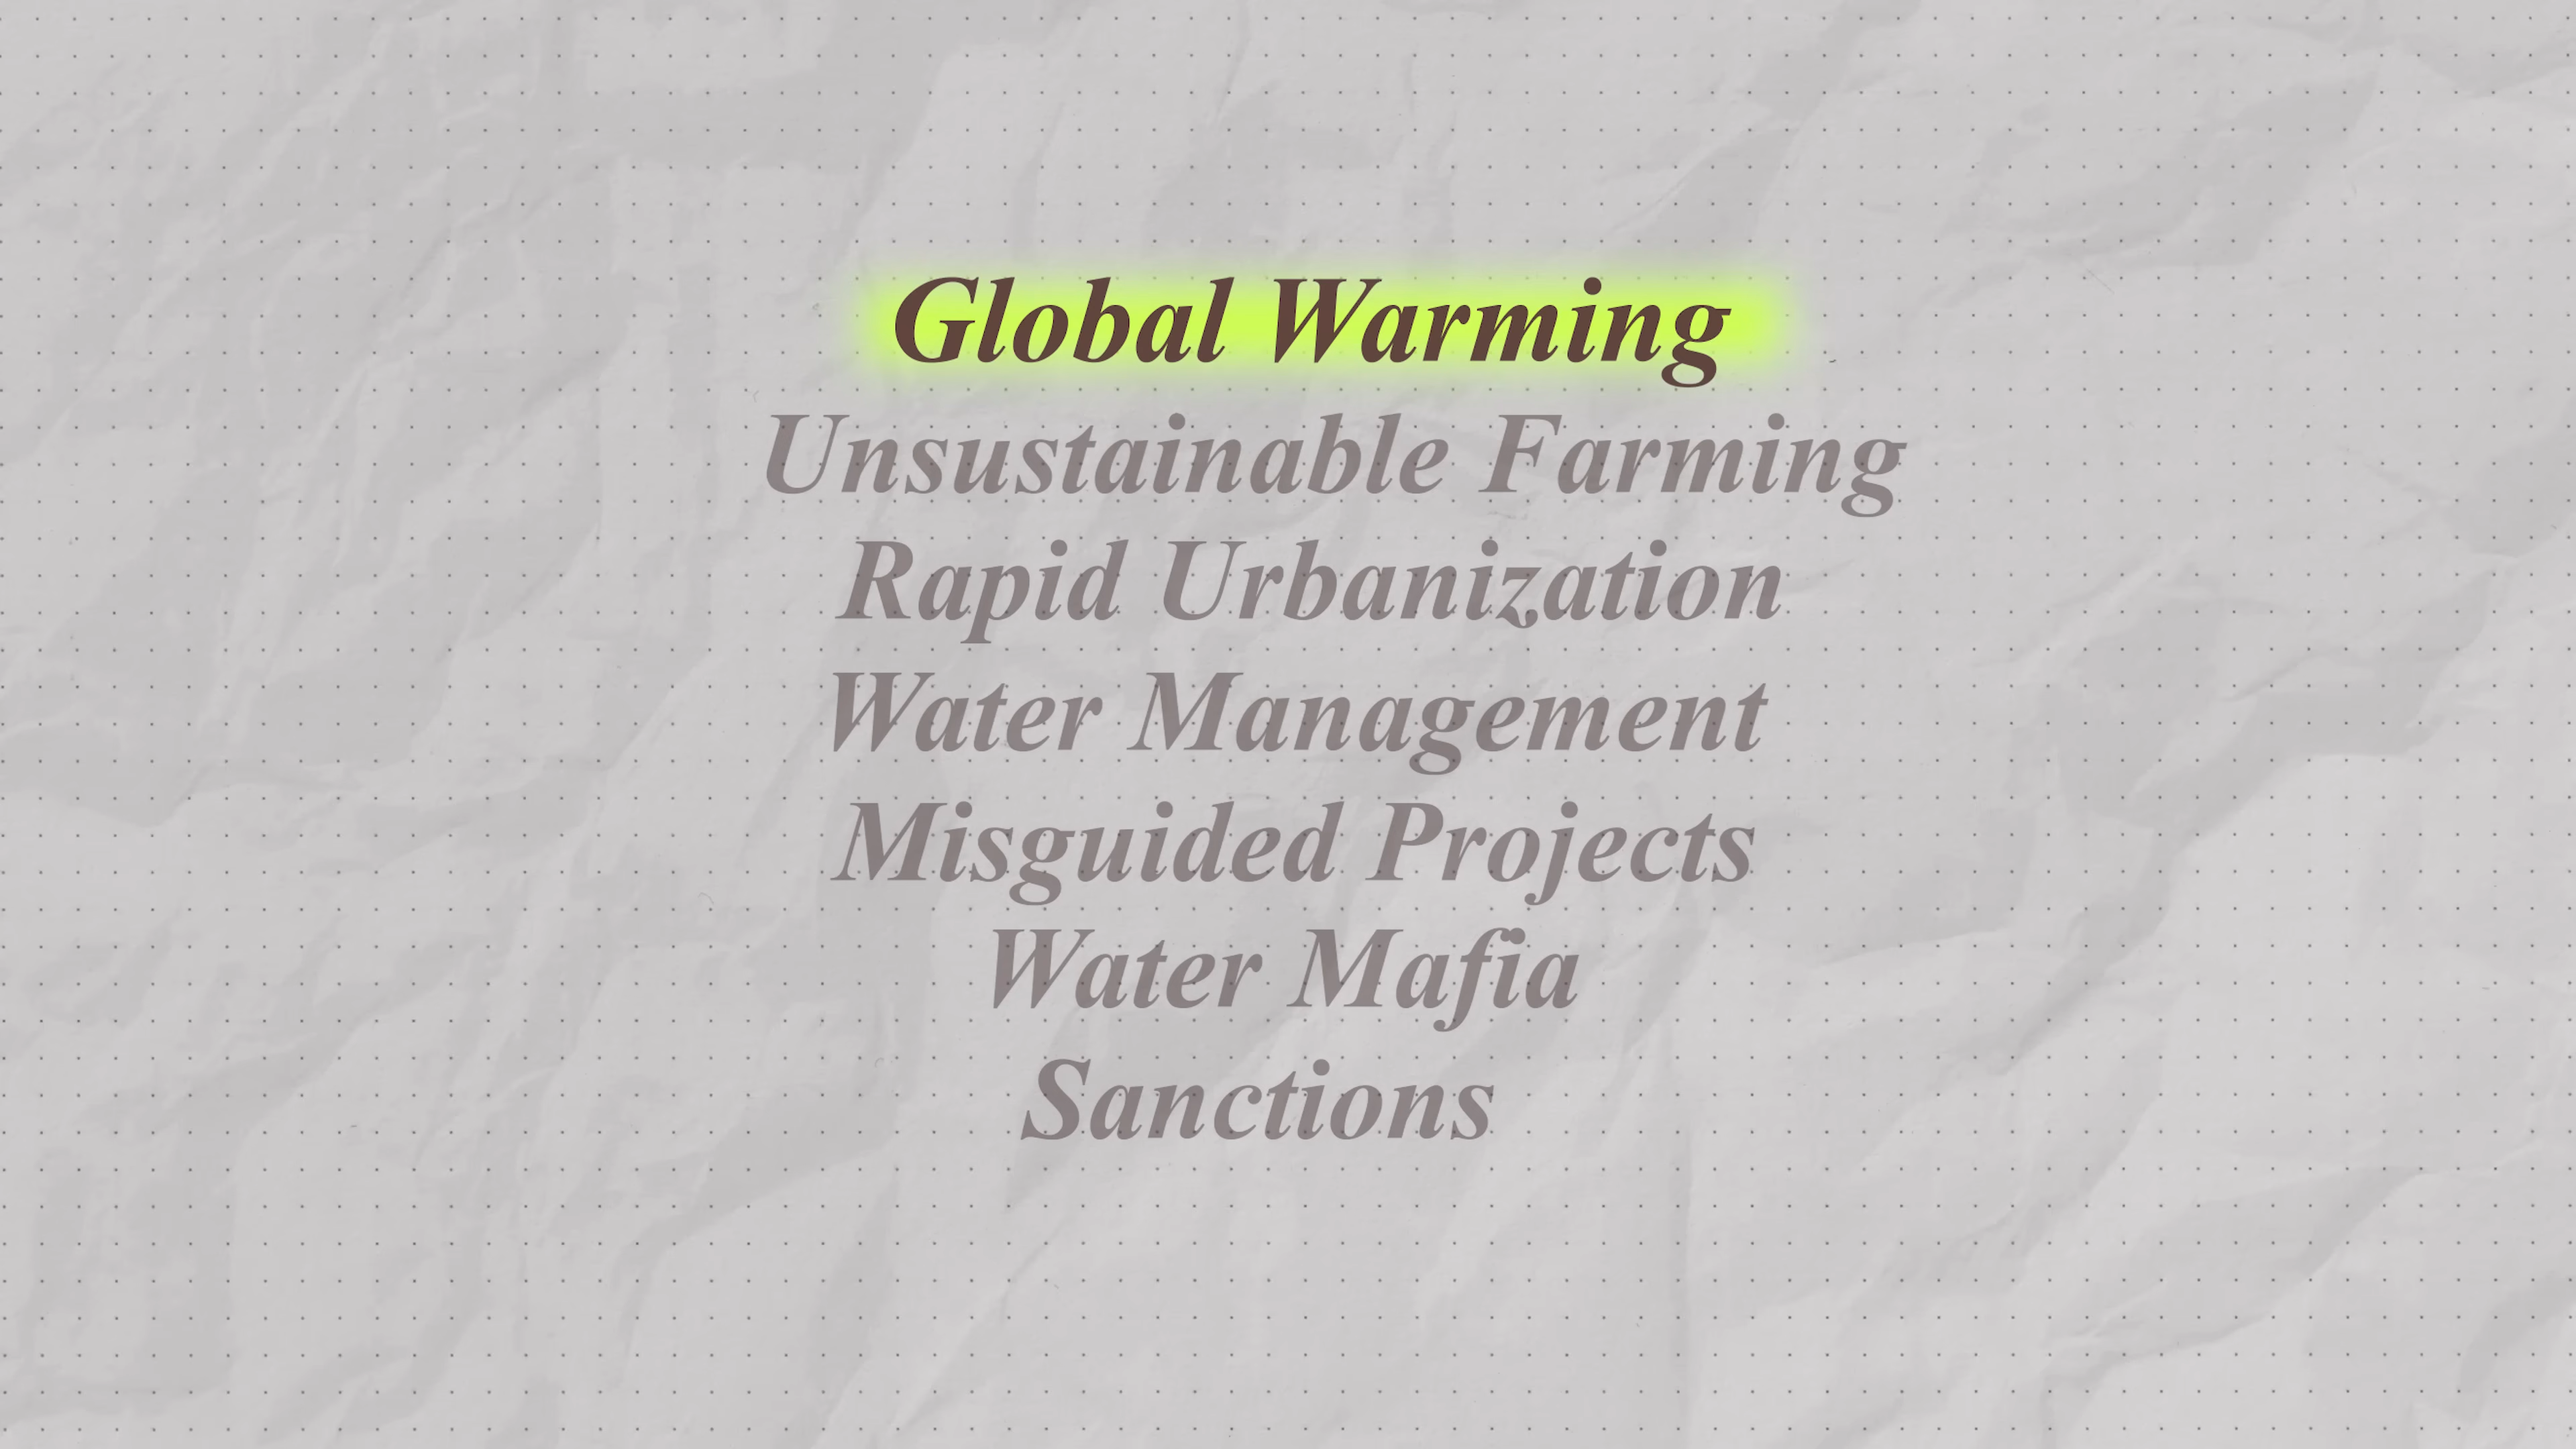 Global Warming
Unsustainable Farming
Rapid Urbanization
Water Management
Misguided Projects
Water Mafia
Sanctions